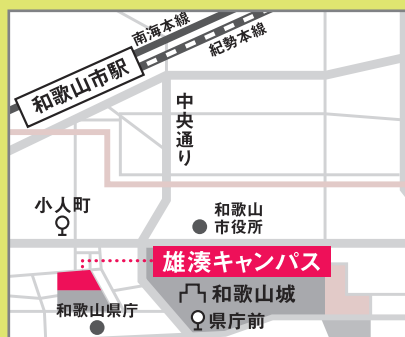 南海本線
紀勢本線
和歌山市駅
中央通り
小人町
和歌山
市役所
雄湊キャンパス
和歌山城
和歌山県庁
県庁前